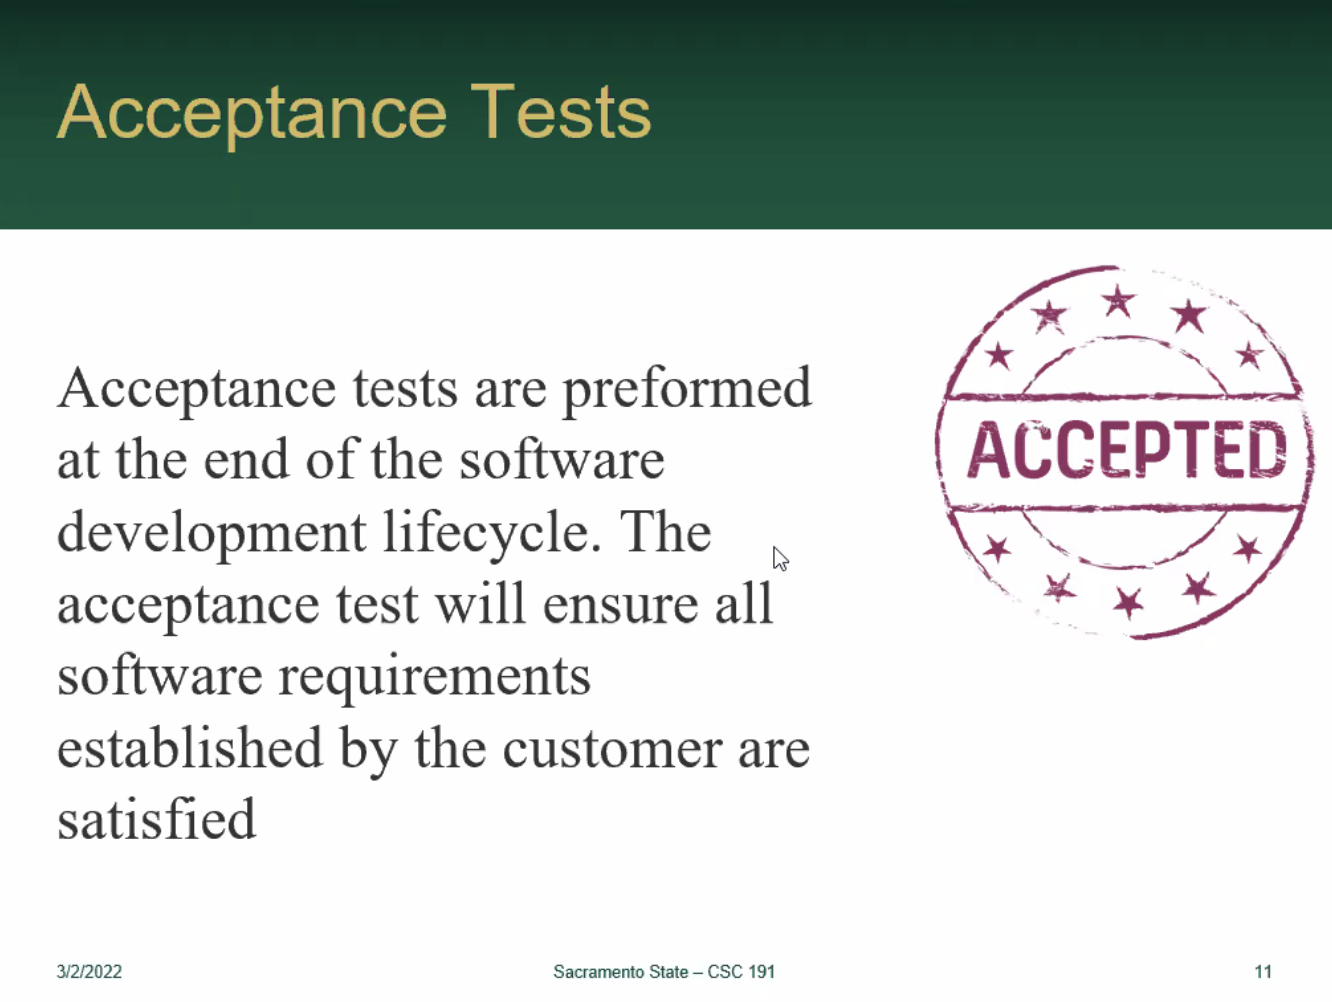 Acceptance Tests
Acceptance tests are preformed
at the end of the software
development lifecycle. The
acceptance test will ensure all
software requirements
established by the customer are
satisfied
ACCEPTED
3/2/2022
Sacramento State – CSC 191
11